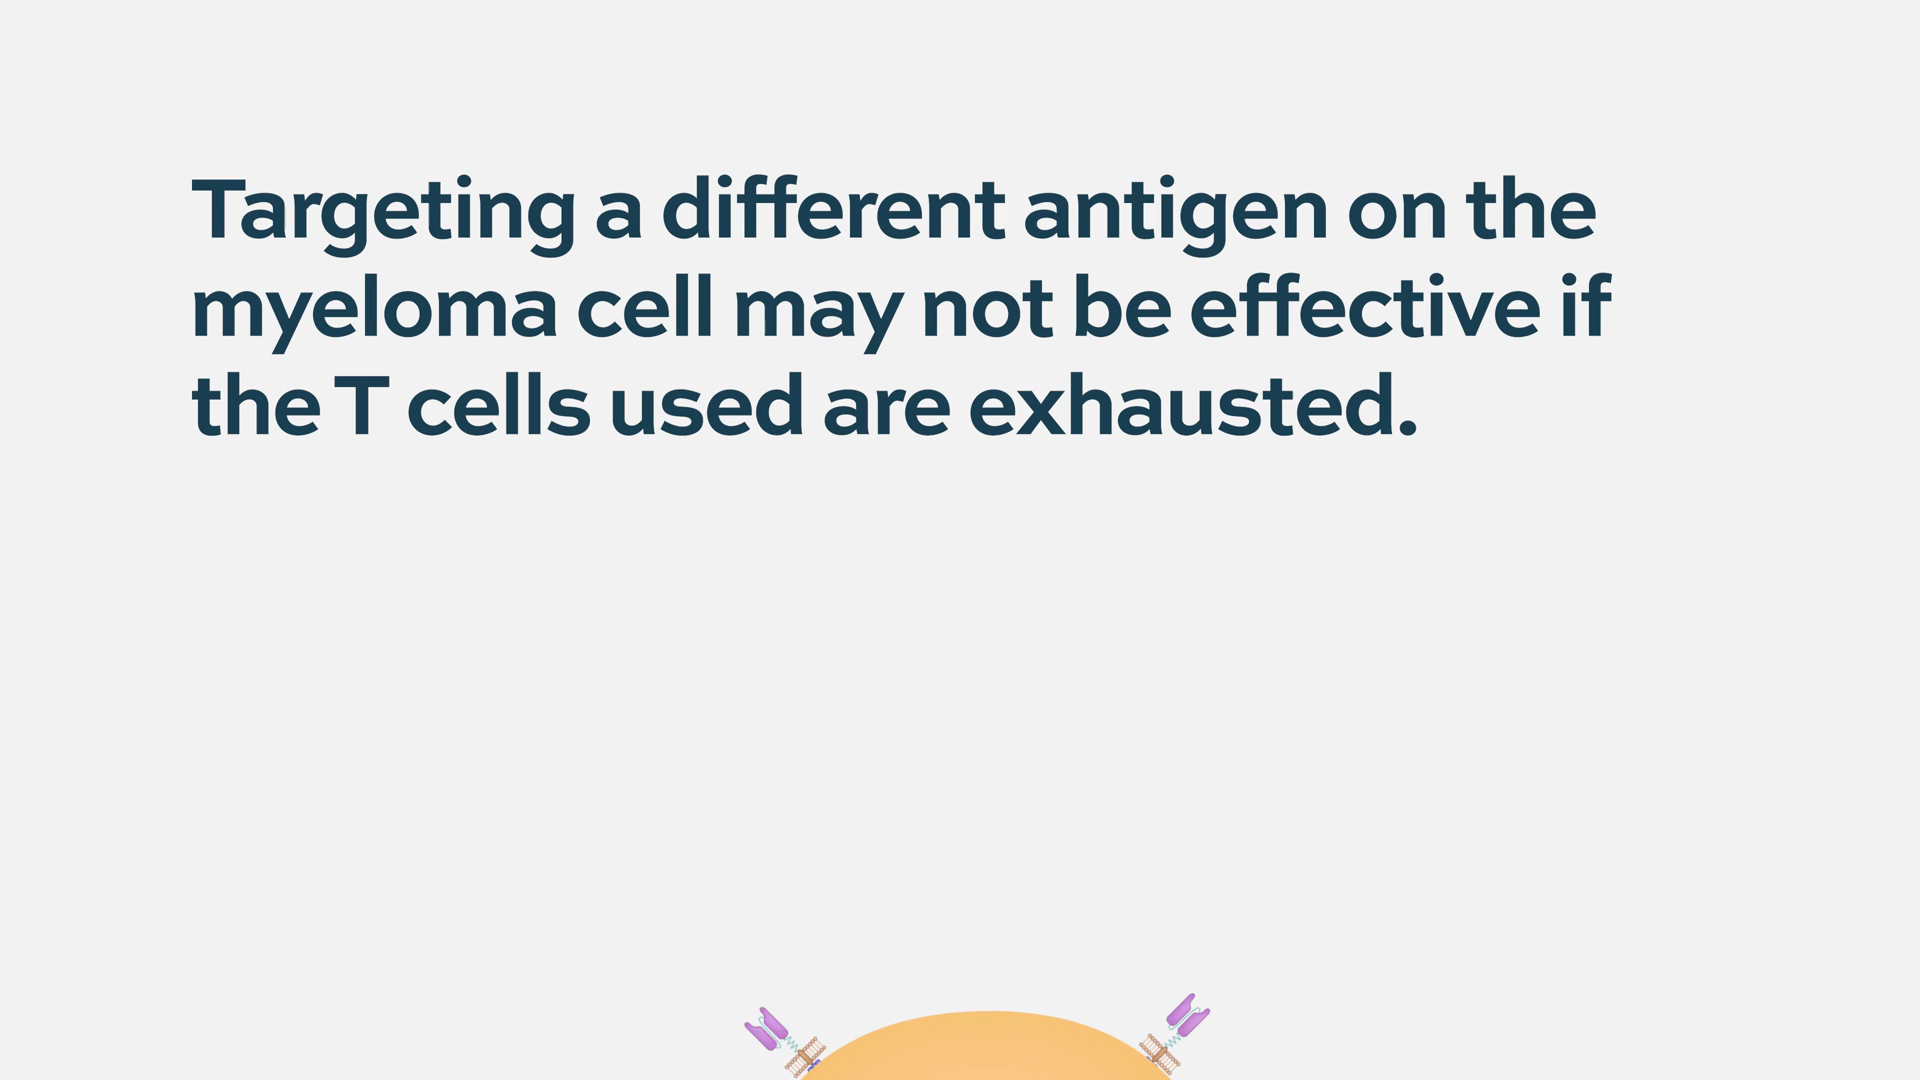 Targeting a different antigen on the
myeloma cell may not be effective if
the T cells used are exhausted.